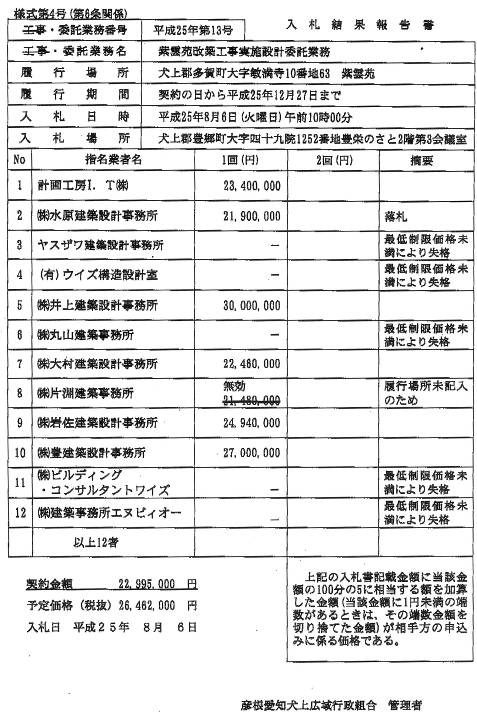 様式第4号(第6条関係)
入札結果報告書
工事・委託業務番号 平成25年第13号
工事・委託業務名 紫雲苑改築工事実施設計委託業務
履行場所 犬上郡多賀町大字敏満寺10番地63 紫雲苑
履行期間 契約の日から平成25年12月27日まで
入札日時 平成25年8月6日(火曜日)午前10時00分
入札場所 犬上郡豊郷町大字四十九院1252番地豊栄のさと2階第3会議室
No 指名業者名 1回(円) 2回(円) 摘要
1 計画工房I.T㈱ 23,400,000
2 ㈱水原建築設計事務所 21,900,000 落札
3 ヤスザワ建築設計事務所 － 最低制限価格未満により失格
4 (有)ウイズ構造設計室 － 最低制限価格未満により失格
5 ㈱井上建築設計事務所 30,000,000
6 ㈱丸山建築事務所 － 最低制限価格未満により失格
7 ㈱大村建築設計事務所 22,460,000
8 ㈱片淵建築事務所 無効 21,480,000 履行場所未記入のため
9 ㈱岩佐建築設計事務所 24,940,000
10 ㈱豊建築設計事務所 27,000,000
11 ㈱ビルディング・コンサルタントワイズ － 最低制限価格未満により失格
12 ㈱建築事務所エヌビィオー － 最低制限価格未満により失格
以上12者
契約金額 22,995,000 円
予定価格(税抜) 26,462,000 円
入札日 平成25年 8月 6日
上記の入札書記載金額に当該金
額の100分の5に相当する額を加算
した金額(当該金額に1円未満の端
数があるときは、その端数金額を
切り捨てた金額)が相手方の申込
みに係る価格である。
彦根愛知犬上広域行政組合 管理者